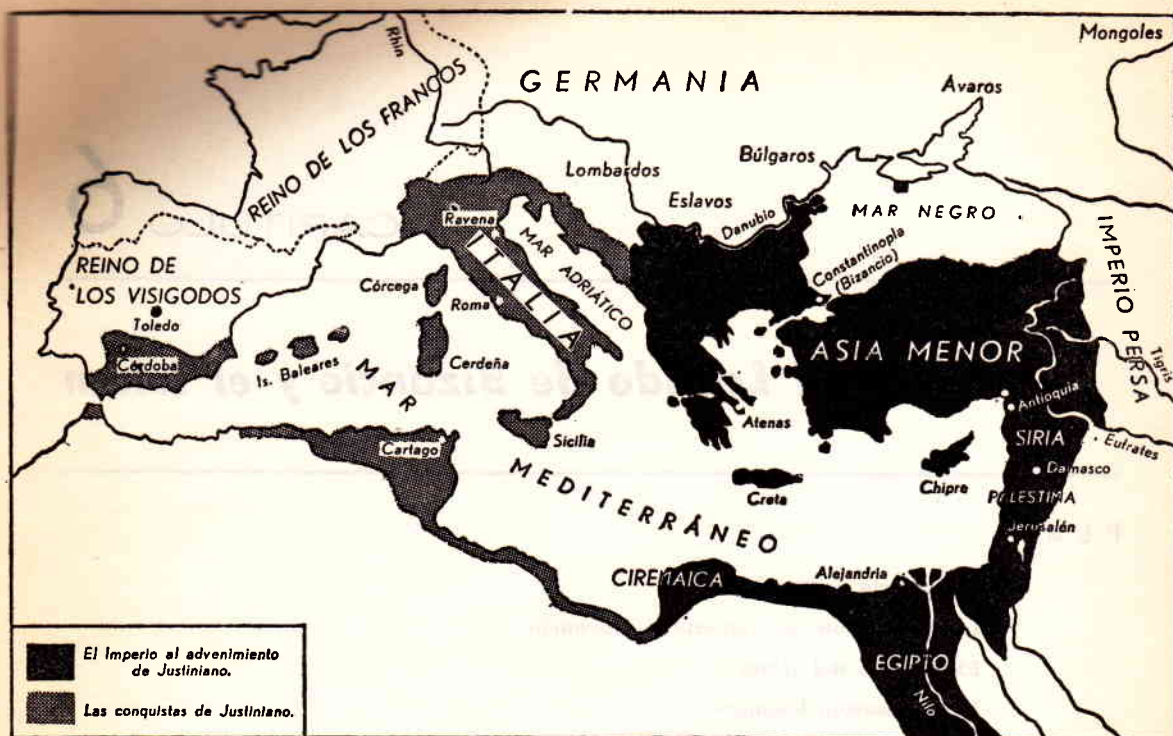 Mongoles
Rhin
GERMANIA
Avaros
REINO DE LOS FRANCOS
Lombardos
Búlgaros
Eslavos
Danubio
MAR NEGRO
Ravena
ITALIA
MAR ADRIÁTICO
Constantinopla
(Bizancio)
IMPERIO PERSA
REINO DE
LOS VISIGODOS
Toledo
Córdoba
Córcega
Roma
Cerdeña
Is. Baleares
ASIA MENOR
Tigris
Antioquía
Atenas
SIRIA
Eufrates
Cartago
Sicilia
MAR
MEDITERRÁNEO
Creta
Chipre
Damasco
PALESTIMA
Jerusalén
CIREMAICA
Alejandria
EGIPTO
Nilo
El Imperio al advenimiento
de Justiniano.
Las conquistas de Justiniano.